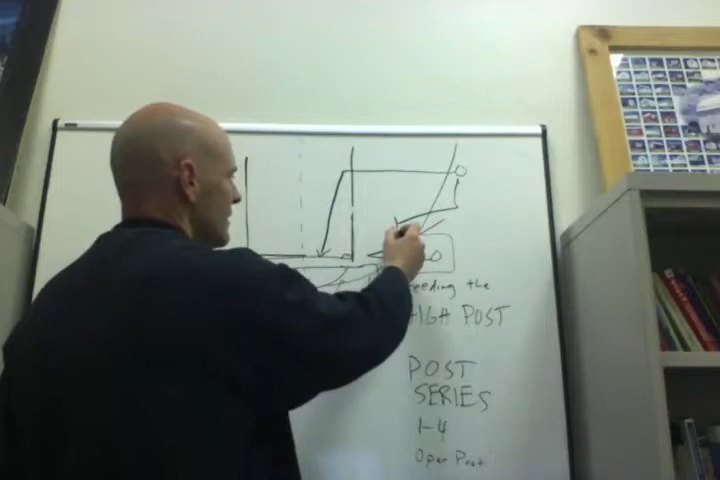 feeding the
HIGH POST
POST
SERIES
1-4
Open Post